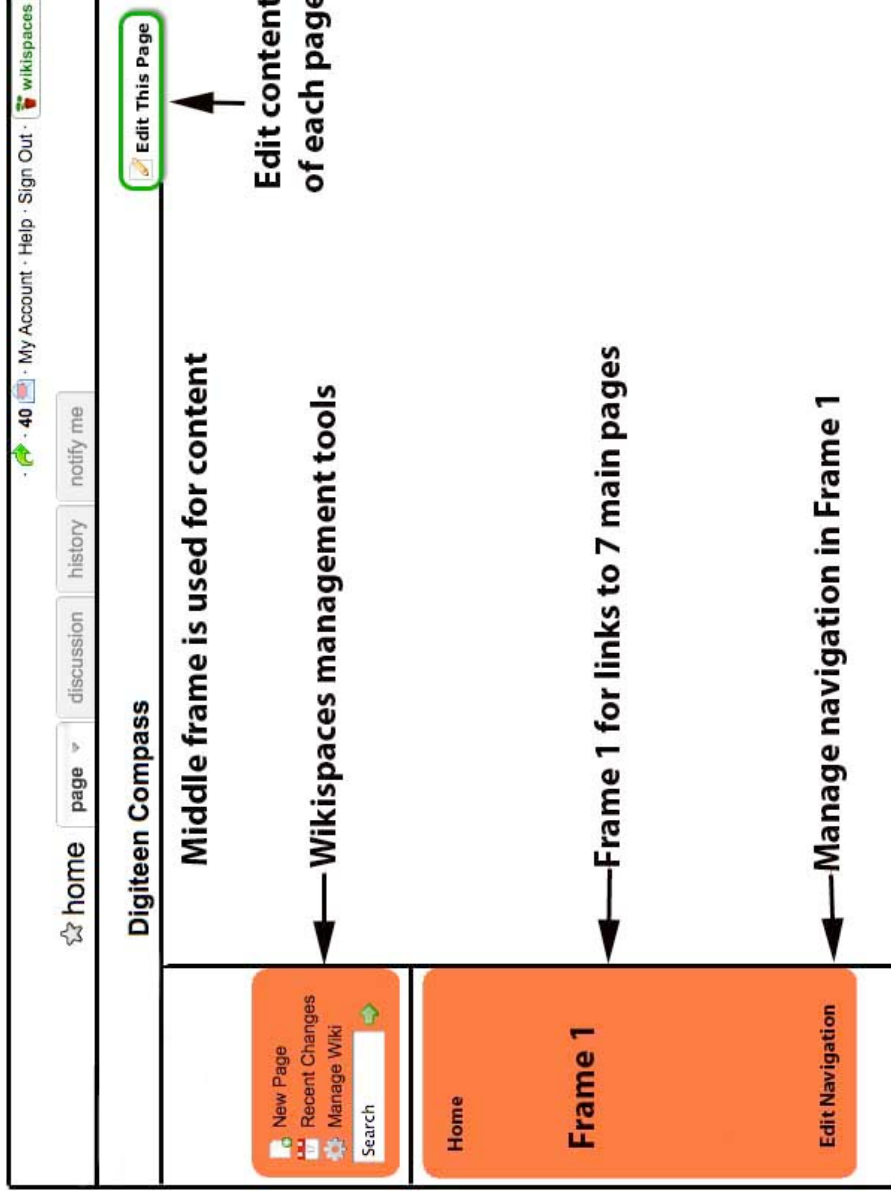 · 40 · My Account · Help · Sign Out · wikispaces
home page discussion history notify me
Digiteen Compass
Edit This Page
Middle frame is used for content
Edit content
of each page
New Page
Recent Changes
Manage Wiki
Search
Wikispaces management tools
Home
Frame 1
Frame 1 for links to 7 main pages
Edit Navigation
Manage navigation in Frame 1